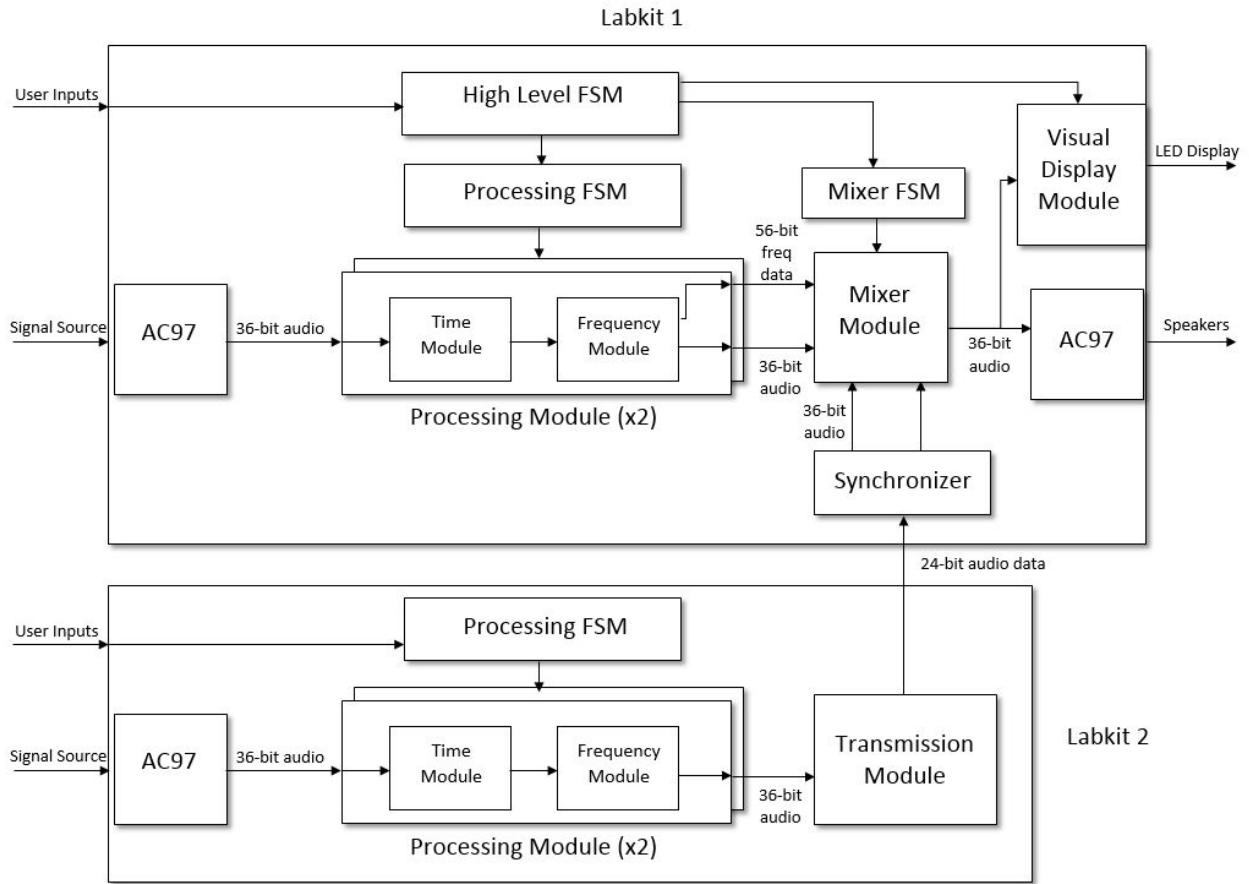 Labkit 1
User Inputs
High Level FSM
Visual
Display
Module
LED Display
Processing FSM
Mixer FSM
56-bit
freq
data
Signal Source
AC97
36-bit audio
Time
Module
Frequency
Module
36-bit
audio
Mixer
Module
36-bit
audio
AC97
Speakers
Processing Module (x2)
36-bit
audio
Synchronizer
24-bit audio data
User Inputs
Processing FSM
Signal Source
AC97
36-bit audio
Time
Module
Frequency
Module
36-bit
audio
Transmission
Module
Labkit 2
Processing Module (x2)